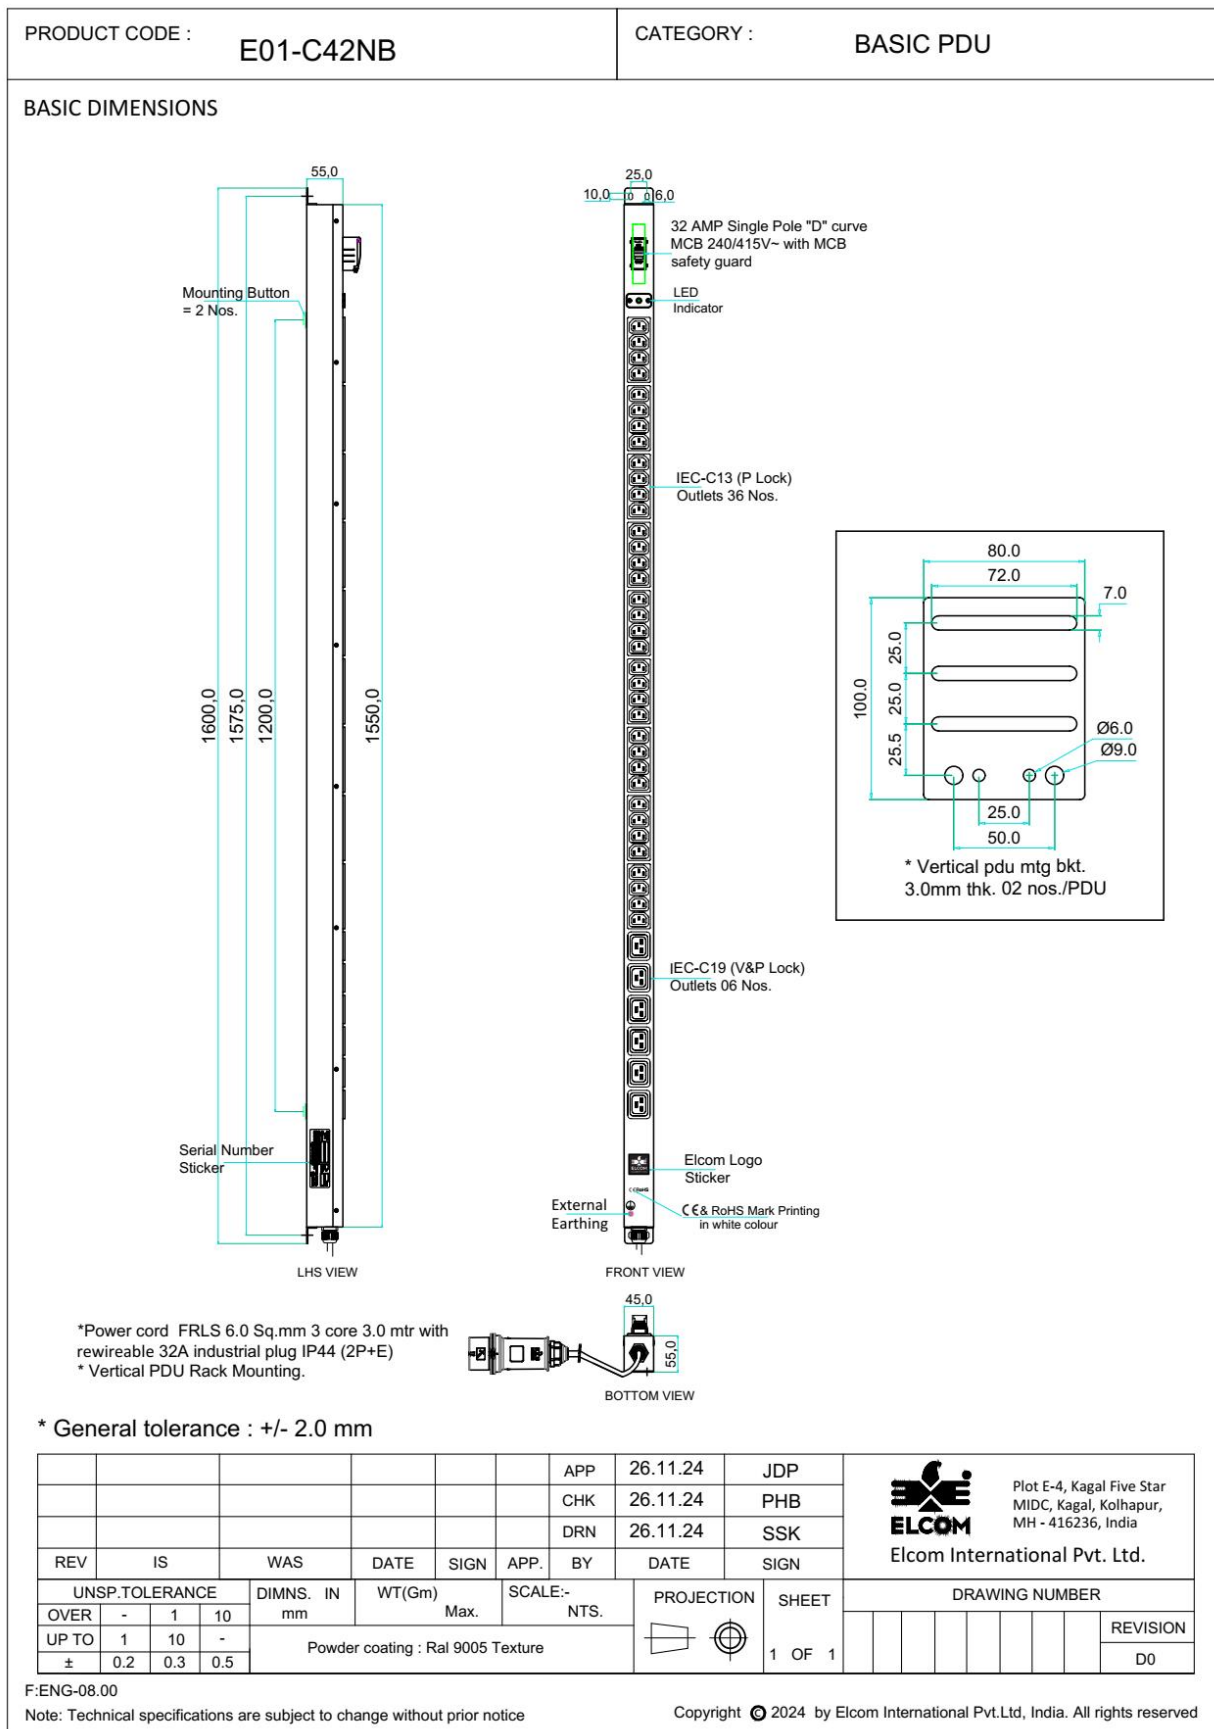 PRODUCT CODE :
E01-C42NB
CATEGORY :
BASIC PDU
BASIC DIMENSIONS
55,0
25,0
10,0
6,0
32 AMP Single Pole "D" curve
MCB 240/415V~ with MCB
safety guard
LED
Indicator
Mounting Button
= 2 Nos.
IEC-C13 (P Lock)
Outlets 36 Nos.
1600,0
1575,0
1200,0
1550,0
80.0
72.0
7.0
25.0
25.0
25.5
100.0
Ø6.0
Ø9.0
25.0
50.0
* Vertical pdu mtg bkt.
3.0mm thk. 02 nos./PDU
IEC-C19 (V&P Lock)
Outlets 06 Nos.
Serial Number
Sticker
Elcom Logo
Sticker
External
Earthing
CE& RoHS Mark Printing
in white colour
LHS VIEW
FRONT VIEW
45,0
55,0
BOTTOM VIEW
*Power cord FRLS 6.0 Sq.mm 3 core 3.0 mtr with
rewireable 32A industrial plug IP44 (2P+E)
* Vertical PDU Rack Mounting.
* General tolerance : +/- 2.0 mm
APP 26.11.24 JDP
CHK 26.11.24 PHB
DRN 26.11.24 SSK
REV IS WAS DATE SIGN APP. BY DATE SIGN
ELCOM
Plot E-4, Kagal Five Star
MIDC, Kagal, Kolhapur,
MH - 416236, India
Elcom International Pvt. Ltd.
UNSP.TOLERANCE
OVER - 1 10
UP TO 1 10 -
± 0.2 0.3 0.5
DIMNS. IN
mm
WT(Gm)
Max.
SCALE:-
NTS.
Powder coating : Ral 9005 Texture
PROJECTION
SHEET
1 OF 1
DRAWING NUMBER
REVISION
D0
F:ENG-08.00
Note: Technical specifications are subject to change without prior notice
Copyright © 2024 by Elcom International Pvt.Ltd, India. All rights reserved